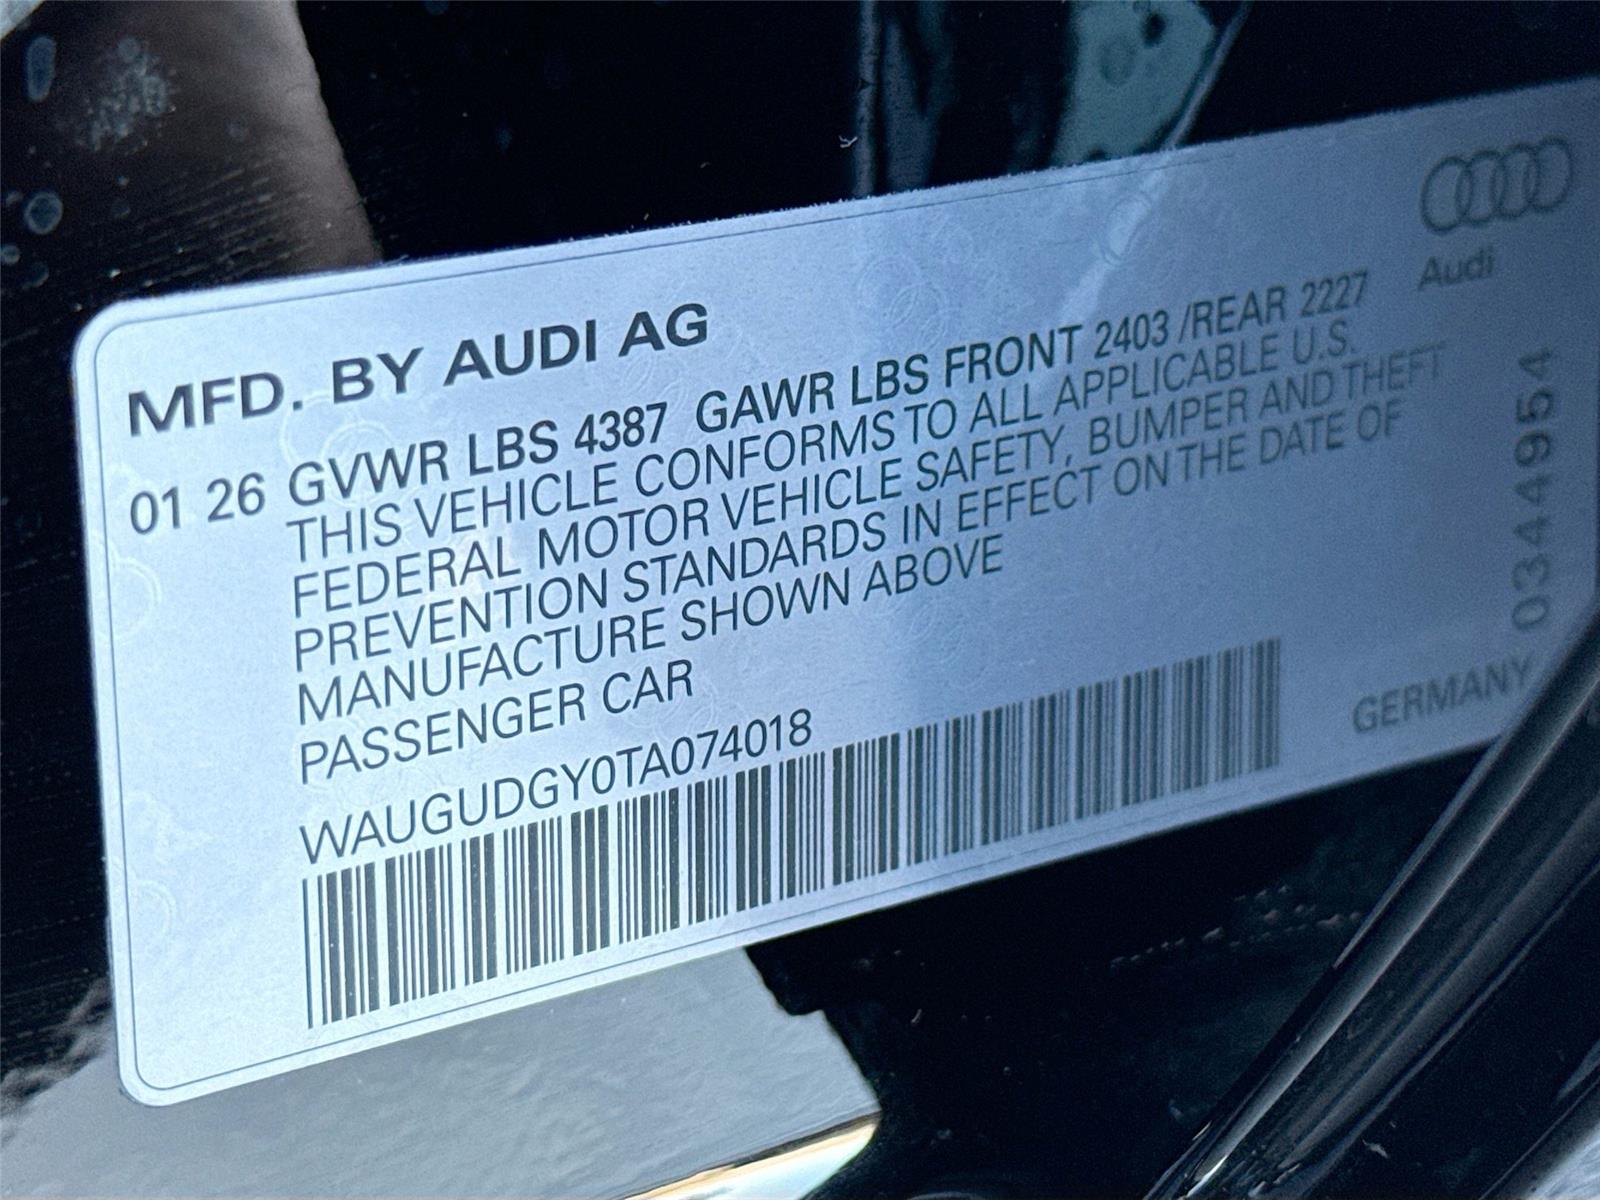 MFD. BY AUDI AG
Audi
01 26 GVWR LBS 4387 GAWR LBS FRONT 2403 /REAR 2227
THIS VEHICLE CONFORMS TO ALL APPLICABLE U.S.
FEDERAL MOTOR VEHICLE SAFETY, BUMPER AND THEFT
PREVENTION STANDARDS IN EFFECT ON THE DATE OF
MANUFACTURE SHOWN ABOVE
PASSENGER CAR
WAUGUDGY0TA074018
GERMANY
03444954